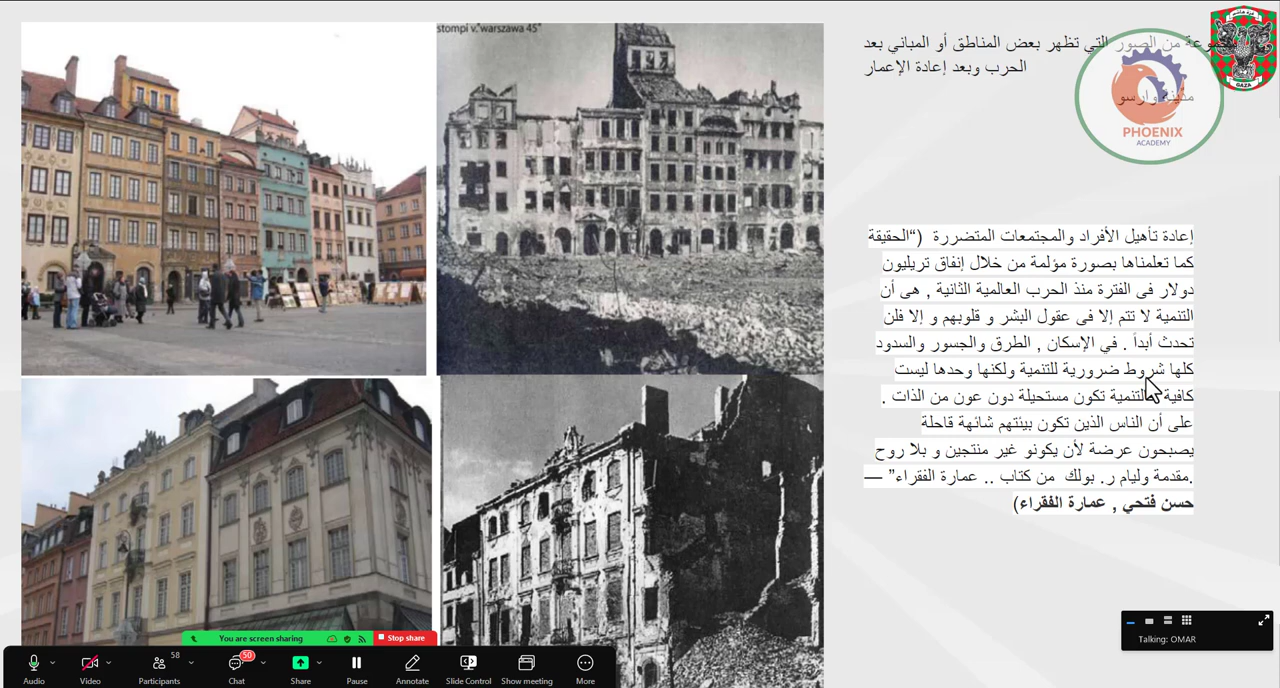 stompi v."warszawa 45"
من الصور التي تظهر بعض المناطق أو المباني بعد
الحرب وبعد إعادة الإعمار
مدينة وارسو
PHOENIX
ACADEMY
GAZA
إعادة تأهيل الأفراد والمجتمعات المتضررة (“الحقيقة
كما تعلمناها بصورة مؤلمة من خلال إنفاق تريليون
دولار فى الفترة منذ الحرب العالمية الثانية , هى أن
التنمية لا تتم إلا فى عقول البشر و قلوبهم و إلا فلن
تحدث أبداً . في الإسكان , الطرق والجسور والسدود
كلها شروط ضرورية للتنمية ولكنها وحدها ليست
كافية تكون مستحيلة دون عون من الذات .
على أن الناس الذين تكون بيئتهم شائهة قاحلة
يصبحون عرضة لأن يكونو غير منتجين و بلا روح
.مقدمة وليام ر. بولك من كتاب .. عمارة الفقراء” —
حسن فتحي , عمارة الفقراء)
You are screen sharing
Stop share
Talking: OMAR
58
50
Audio
Video
Participants
Chat
Share
Pause
Annotate
Slide Control
Show meeting
More